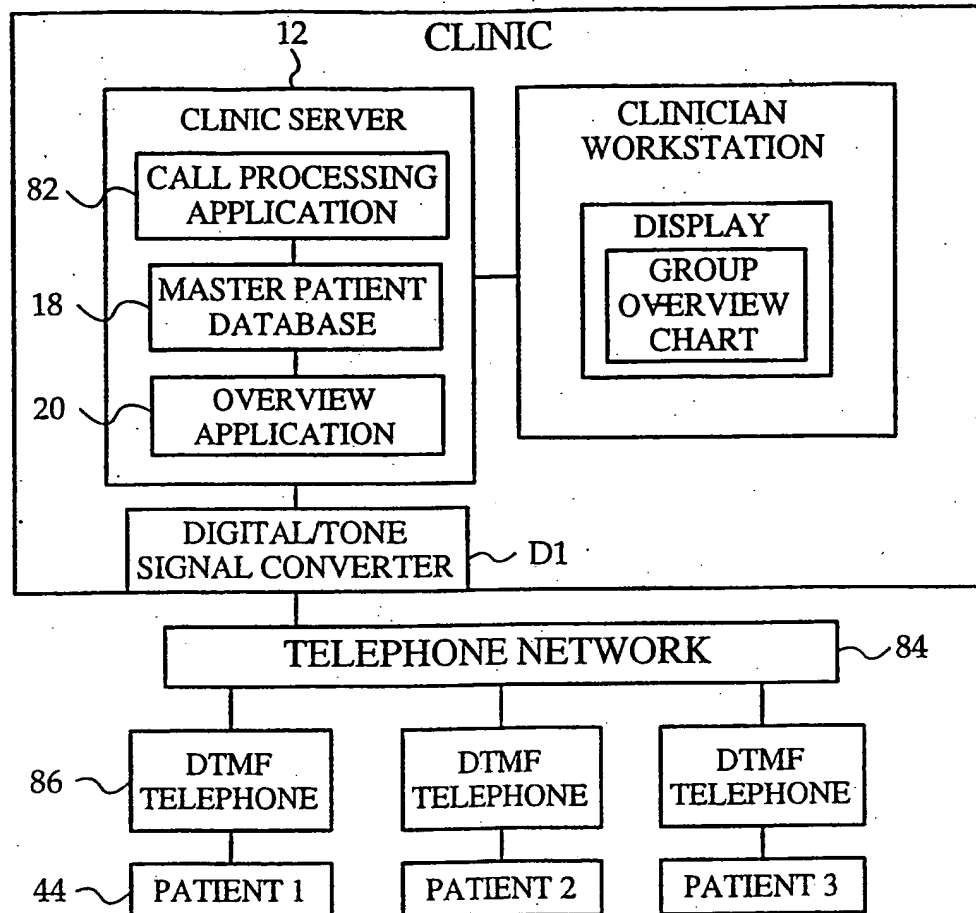 CLINIC
12
CLINIC SERVER
82
CALL PROCESSING
APPLICATION
18
MASTER PATIENT
DATABASE
20
OVERVIEW
APPLICATION
CLINICIAN
WORKSTATION
DISPLAY
GROUP
OVERVIEW
CHART
DIGITAL/TONE
SIGNAL CONVERTER
D1
TELEPHONE NETWORK
84
86
DTMF
TELEPHONE
DTMF
TELEPHONE
DTMF
TELEPHONE
44
PATIENT 1
PATIENT 2
PATIENT 3